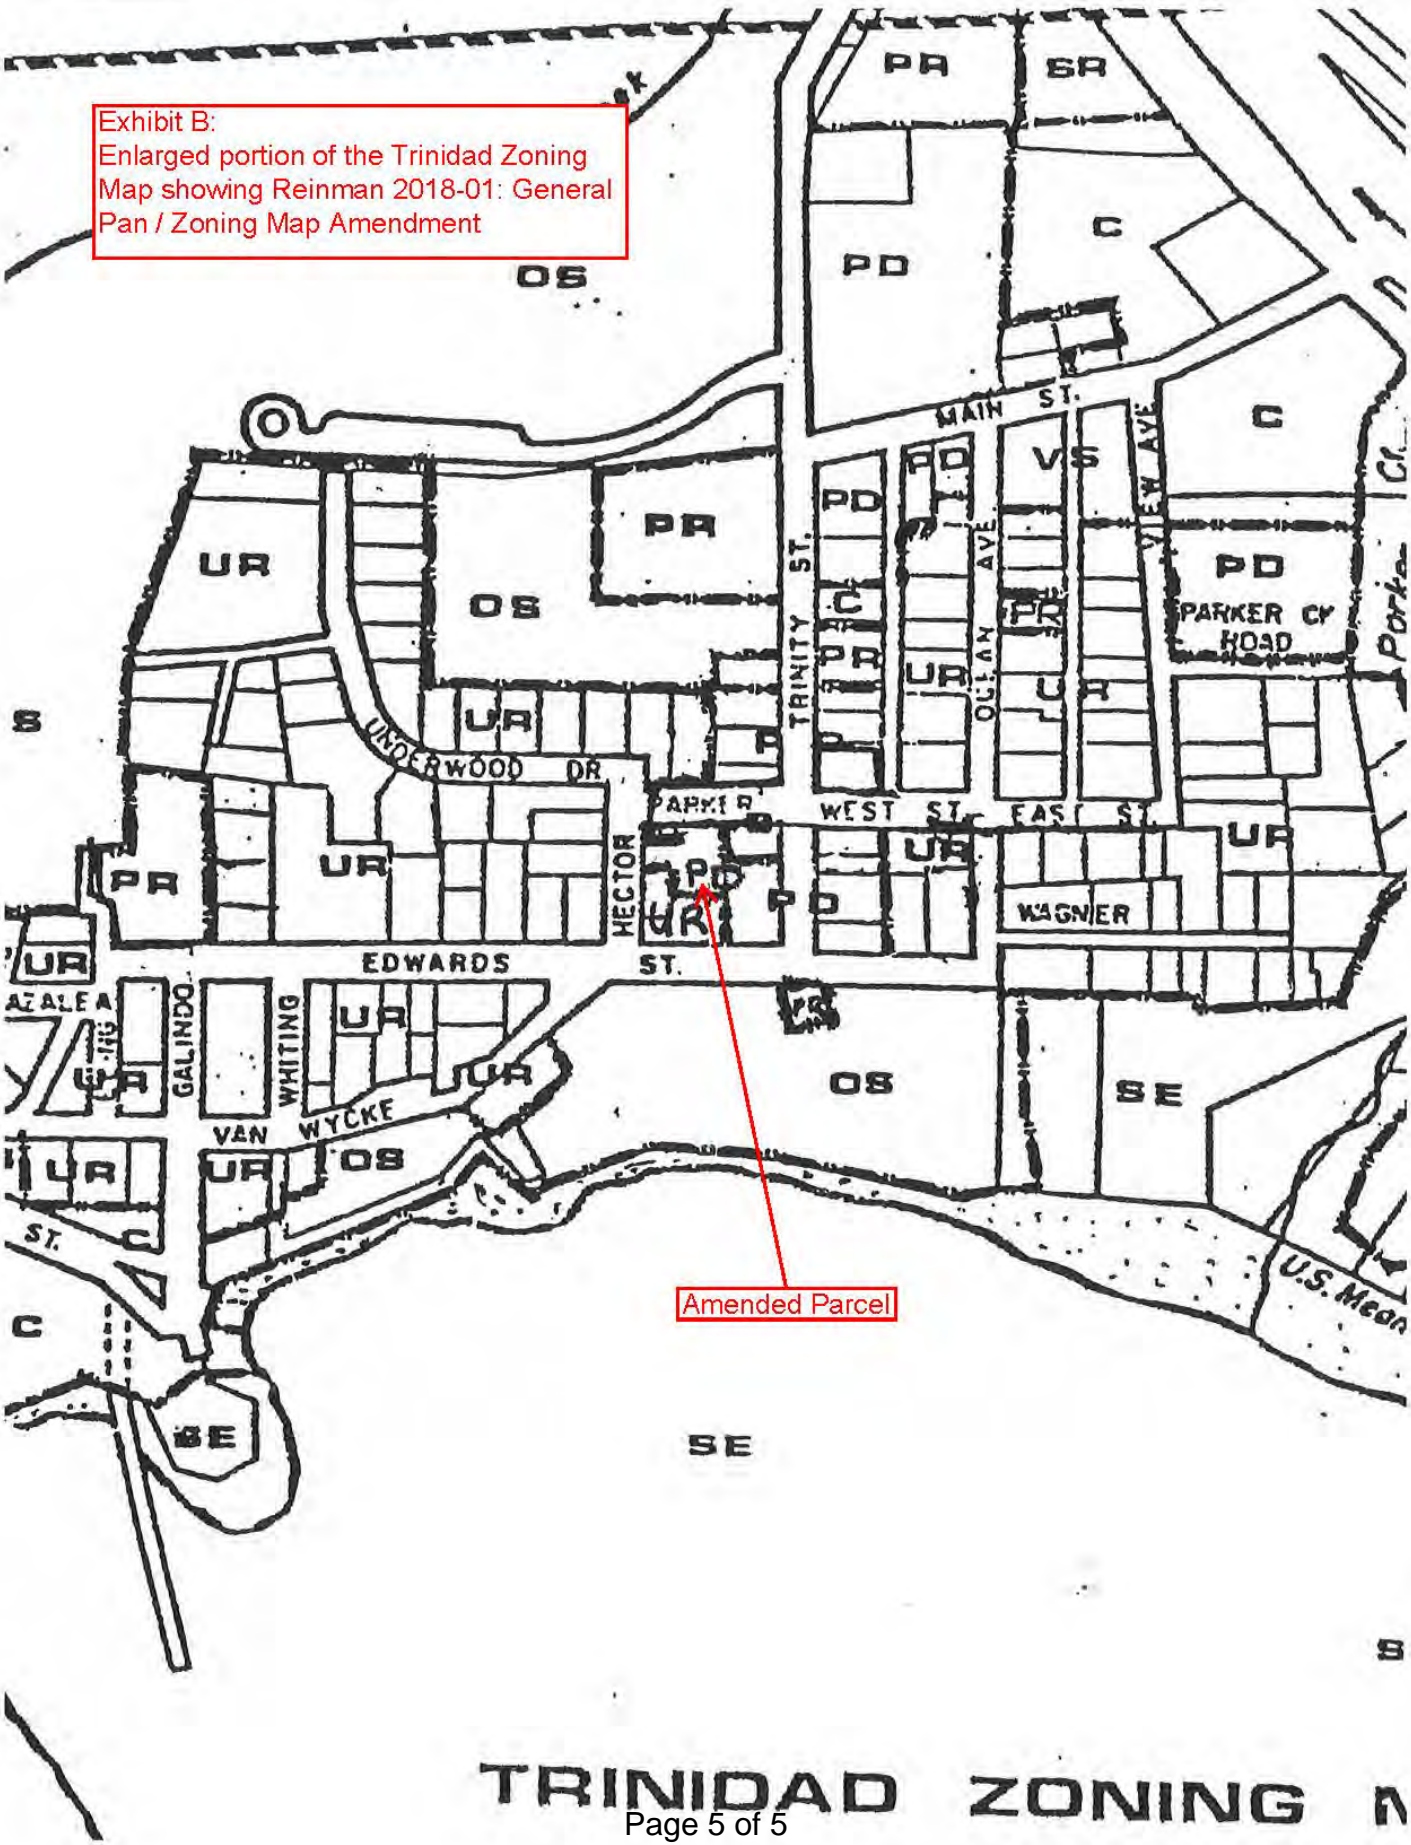 PR
SR
Exhibit B:
Enlarged portion of the Trinidad Zoning
Map showing Reinman 2018-01: General
Pan / Zoning Map Amendment
OS
PD
C
MAIN ST.
C
VIEW AVE
PD
VS
PD
PR
UR
OS
TRINITY ST.
OCEAN AVE
C
PR
PR
PD
PARKER CK
ROAD
UR
UR
S
UR
UNDERWOOD DR
PARKER
WEST ST.
EAST ST.
UR
UR
UR
PR
HECTOR
PD
UR
PD
WAGNER
UR
EDWARDS ST.
AZALEA
GALINDO
WHITING
UR
UR
UR
OS
SE
VAN WYCKE
UR
UR
OS
ST.
C
C
U.S. Mean
Amended Parcel
SE
SE
S
TRINIDAD ZONING
Page 5 of 5